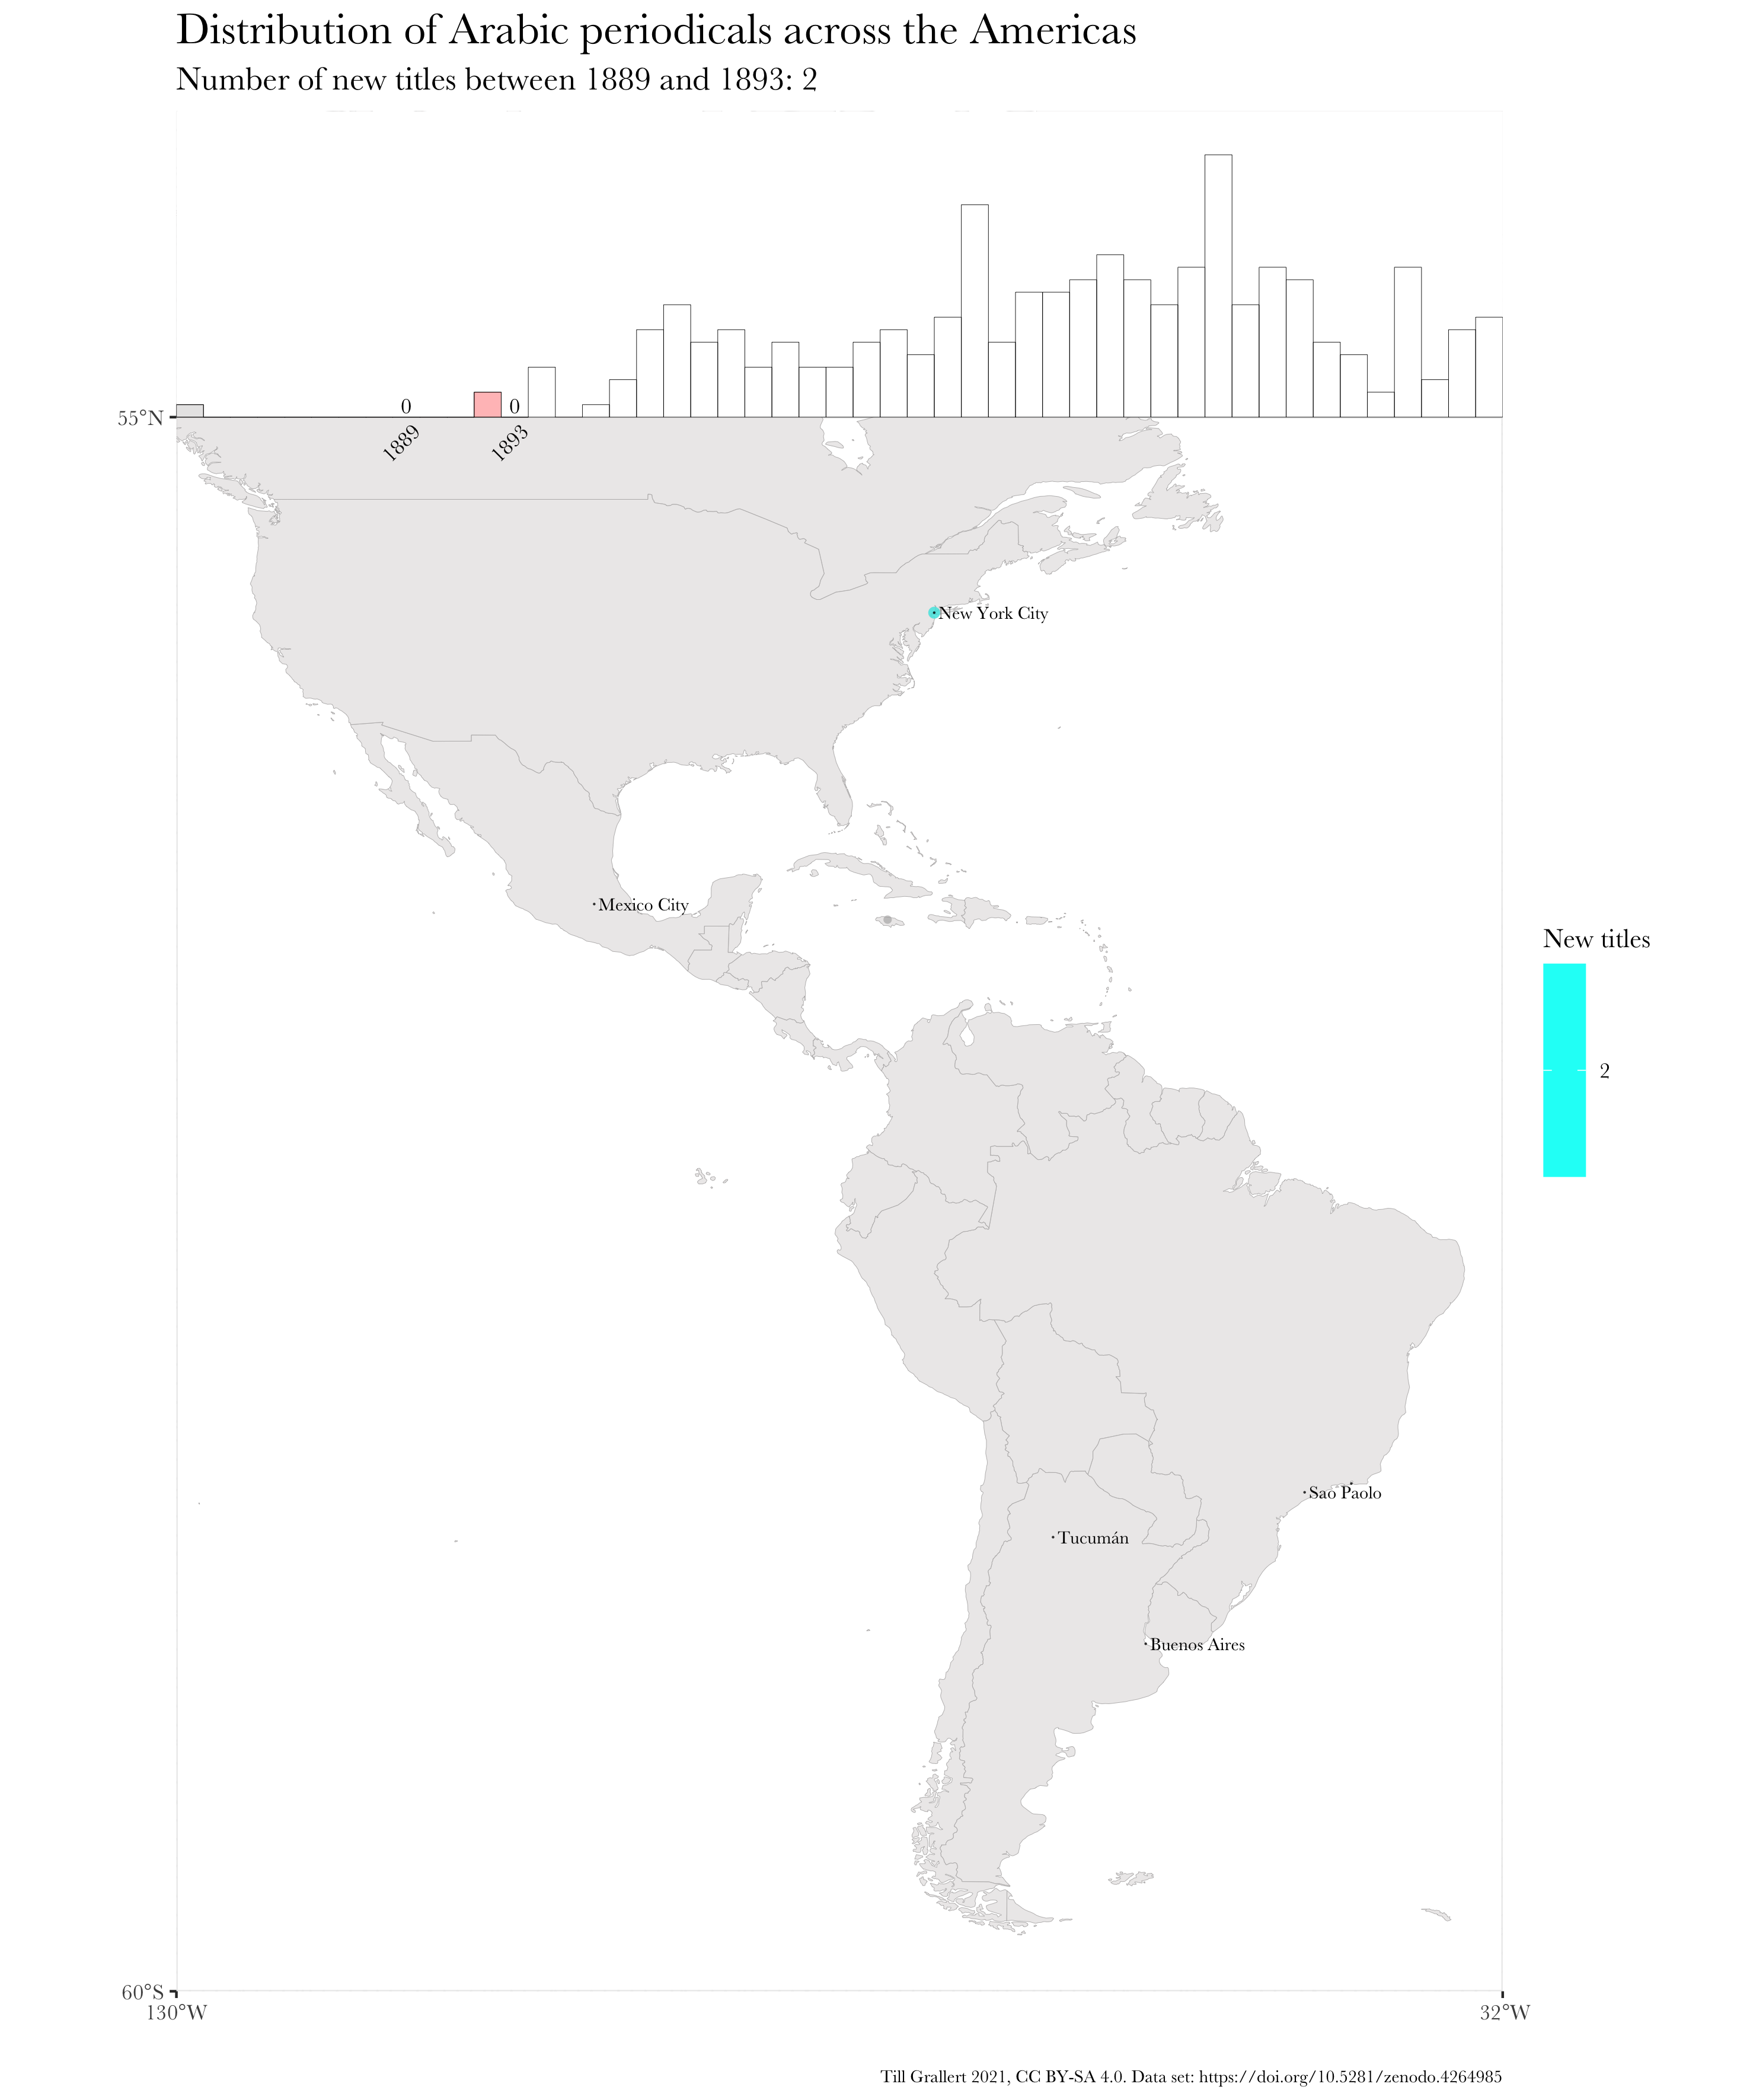 Distribution of Arabic periodicals across the Americas
Number of new titles between 1889 and 1893: 2
0
0
55°N
1889
1893
New York City
Mexico City
New titles
2
Sao Paolo
Tucumán
Buenos Aires
60°S
130°W
32°W
Till Grallert 2021, CC BY-SA 4.0. Data set: https://doi.org/10.5281/zenodo.4264985